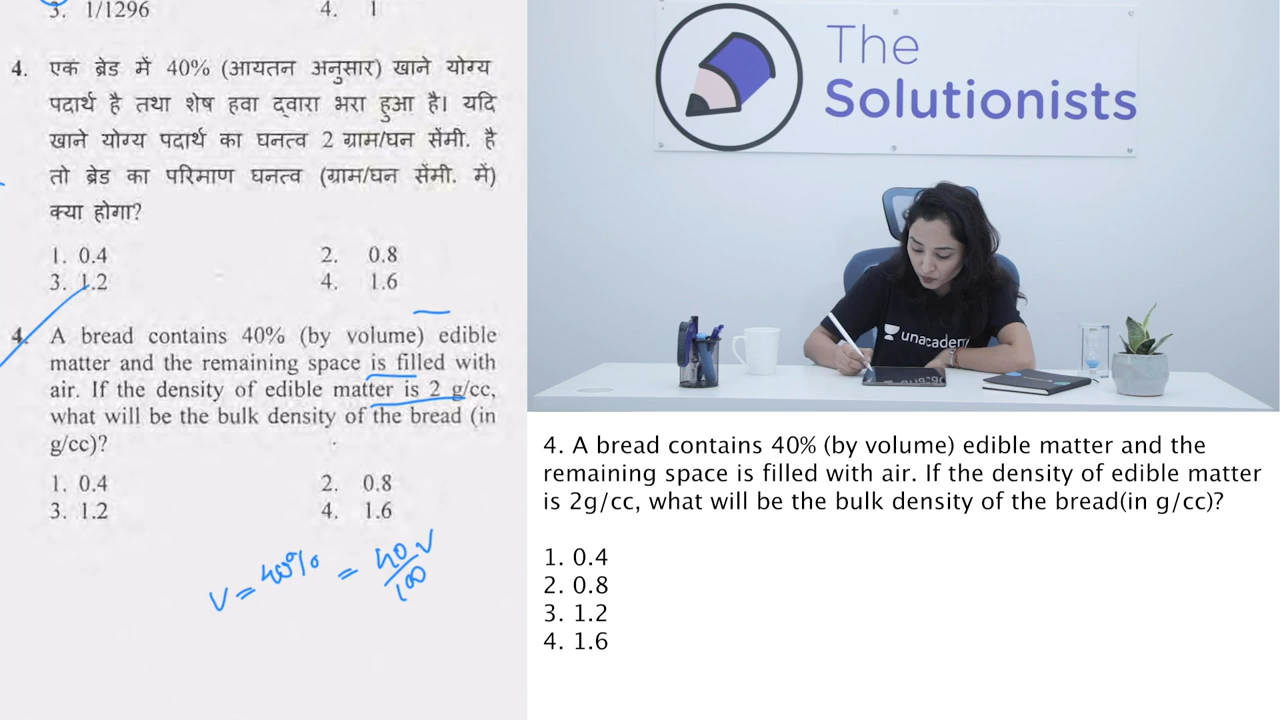 3. 1/1296 4. 1
4. एक ब्रेड में 40% (आयतन अनुसार) खाने योग्य
पदार्थ है तथा शेष हवा द्वारा भरा हुआ है। यदि
खाने योग्य पदार्थ का घनत्व 2 ग्राम/घन सेंमी. है
तो ब्रेड का परिमाण घनत्व (ग्राम/घन सेंमी. में)
क्या होगा?
1. 0.4 2. 0.8
3. 1.2 4. 1.6
4. A bread contains 40% (by volume) edible
matter and the remaining space is filled with
air. If the density of edible matter is 2 g/cc,
what will be the bulk density of the bread (in
g/cc)?
1. 0.4 2. 0.8
3. 1.2 4. 1.6
V = 40% = 40/100 V
The
Solutionists
unacademy
4. A bread contains 40% (by volume) edible matter and the
remaining space is filled with air. If the density of edible matter
is 2g/cc, what will be the bulk density of the bread(in g/cc)?
1. 0.4
2. 0.8
3. 1.2
4. 1.6